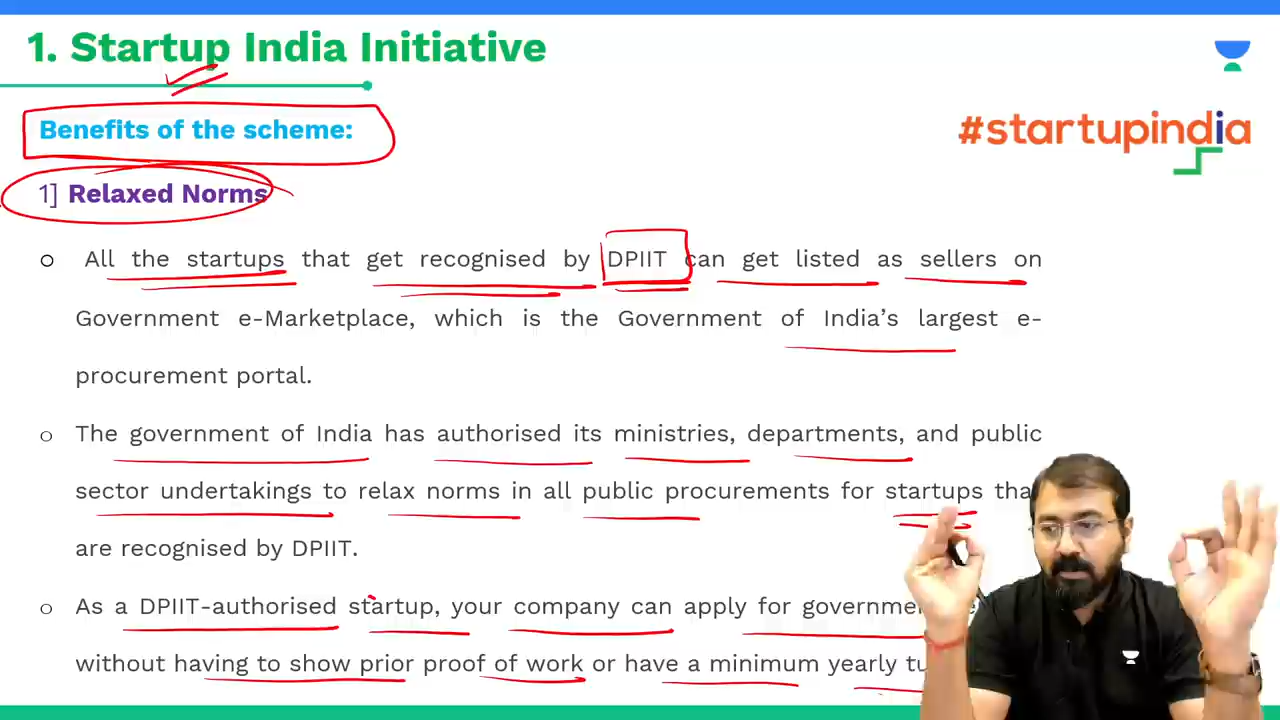 1. Startup India Initiative
Benefits of the scheme:
#startupindia
1] Relaxed Norms
o All the startups that get recognised by DPIIT can get listed as sellers on
Government e-Marketplace, which is the Government of India's largest e-
procurement portal.
o The government of India has authorised its ministries, departments, and public
sector undertakings to relax norms in all public procurements for startups
are recognised by DPIIT.
o As a DPIIT-authorised startup, your company can apply for
without having to show prior proof of work or have a minimum yearly